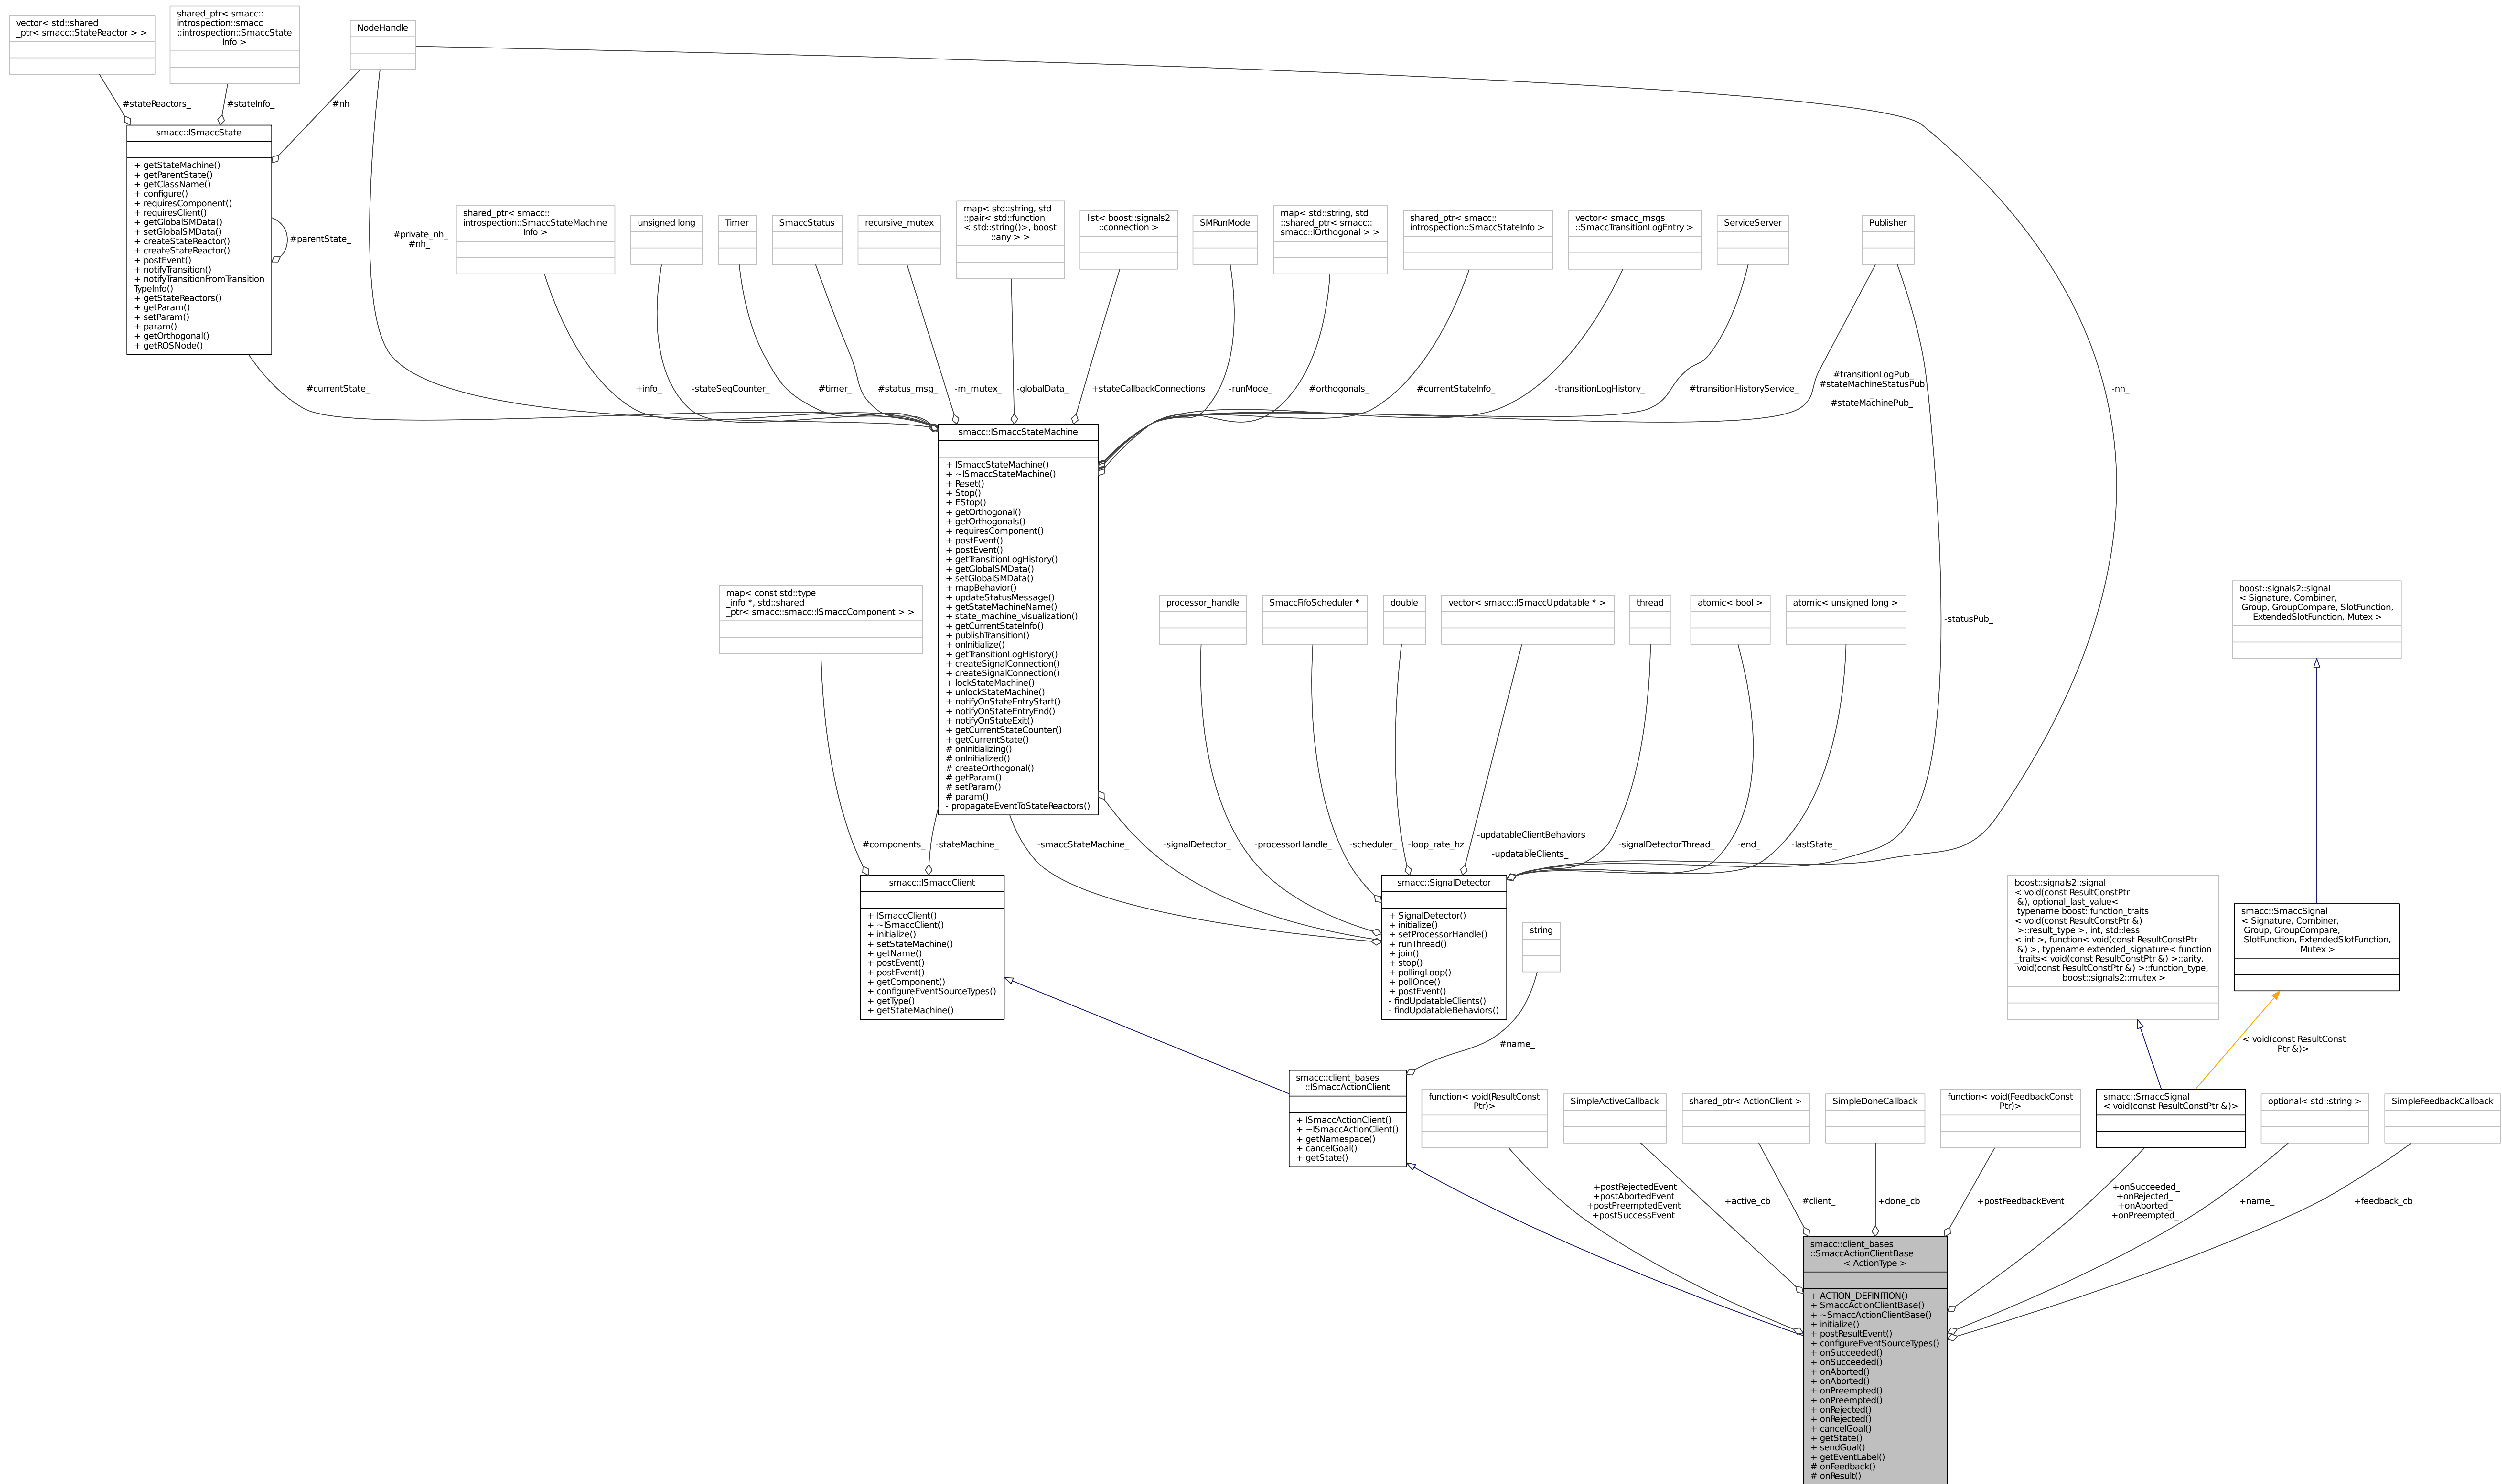 vector< std::shared
_ptr< smacc::StateReactor > >
shared_ptr< smacc::
introspection::smacc
::introspection::SmaccState
Info >
NodeHandle
#stateReactors_
#stateInfo_
#nh
smacc::ISmaccState
+ getStateMachine()
+ getParentState()
+ getClassName()
+ configure()
+ requiresComponent()
+ requiresClient()
+ getGlobalSMData()
+ setGlobalSMData()
+ createStateReactor()
+ createStateReactor()
+ postEvent()
+ notifyTransition()
+ notifyTransitionFromTransition
TypeInfo()
+ getStateReactors()
+ getParam()
+ setParam()
+ param()
+ getOrthogonal()
+ getROSNode()
#parentState_
#private_nh_
#nh_
shared_ptr< smacc::
introspection::SmaccStateMachine
Info >
unsigned long
Timer
SmaccStatus
recursive_mutex
map< std::string, std
::pair< std::function
< std::string()>, boost
::any > >
list< boost::signals2
::connection >
SMRunMode
map< std::string, std
::shared_ptr< smacc::
smacc::IOrthogonal > >
shared_ptr< smacc::
introspection::SmaccStateInfo >
vector< smacc_msgs
::SmaccTransitionLogEntry >
ServiceServer
Publisher
#currentState_
+info_
-stateSeqCounter_
#timer_
#status_msg_
-m_mutex_
-globalData_
+stateCallbackConnections
-runMode_
#orthogonals_
#currentStateInfo_
-transitionLogHistory_
#transitionHistoryService_
#transitionLogPub_
#stateMachineStatusPub
_
#stateMachinePub_
-nh_
smacc::ISmaccStateMachine
+ ISmaccStateMachine()
+ ~ISmaccStateMachine()
+ Reset()
+ Stop()
+ EStop()
+ getOrthogonal()
+ getOrthogonals()
+ requiresComponent()
+ postEvent()
+ postEvent()
+ getTransitionLogHistory()
+ getGlobalSMData()
+ setGlobalSMData()
+ mapBehavior()
+ updateStatusMessage()
+ getStateMachineName()
+ state_machine_visualization()
+ getCurrentStateInfo()
+ publishTransition()
+ onInitialize()
+ getTransitionLogHistory()
+ createSignalConnection()
+ createSignalConnection()
+ lockStateMachine()
+ unlockStateMachine()
+ notifyOnStateEntryStart()
+ notifyOnStateEntryEnd()
+ notifyOnStateExit()
+ getCurrentStateCounter()
+ getCurrentState()
# onInitializing()
# onInitialized()
# createOrthogonal()
# getParam()
# setParam()
# param()
- propagateEventToStateReactors()
map< const std::type
_info *, std::shared
_ptr< smacc::smacc::ISmaccComponent > >
processor_handle
SmaccFifoScheduler *
double
vector< smacc::ISmaccUpdatable * >
thread
atomic< bool >
atomic< unsigned long >
-statusPub_
boost::signals2::signal
< Signature, Combiner,
Group, GroupCompare, SlotFunction,
ExtendedSlotFunction, Mutex >
#components_
-stateMachine_
-smaccStateMachine_
-signalDetector_
-processorHandle_
-scheduler_
-loop_rate_hz
-updatableClientBehaviors
_
-updatableClients_
-signalDetectorThread_
-end_
-lastState_
smacc::ISmaccClient
+ ISmaccClient()
+ ~ISmaccClient()
+ initialize()
+ setStateMachine()
+ getName()
+ postEvent()
+ postEvent()
+ getComponent()
+ configureEventSourceTypes()
+ getType()
+ getStateMachine()
smacc::SignalDetector
+ SignalDetector()
+ initialize()
+ setProcessorHandle()
+ runThread()
+ join()
+ stop()
+ pollingLoop()
+ pollOnce()
+ postEvent()
- findUpdatableClients()
- findUpdatableBehaviors()
string
boost::signals2::signal
< void(const ResultConstPtr
&), optional_last_value<
typename boost::function_traits
< void(const ResultConstPtr &)
>::result_type >, int, std::less
< int >, function< void(const ResultConstPtr
&) >, typename extended_signature< function
_traits< void(const ResultConstPtr &) >::arity,
void(const ResultConstPtr &) >::function_type,
boost::signals2::mutex >
smacc::SmaccSignal
< Signature, Combiner,
Group, GroupCompare,
SlotFunction, ExtendedSlotFunction,
Mutex >
#name_
< void(const ResultConst
Ptr &)>
smacc::client_bases
::ISmaccActionClient
+ ISmaccActionClient()
+ ~ISmaccActionClient()
+ getNamespace()
+ cancelGoal()
+ getState()
function< void(ResultConst
Ptr)>
SimpleActiveCallback
shared_ptr< ActionClient >
SimpleDoneCallback
function< void(FeedbackConst
Ptr)>
smacc::SmaccSignal
< void(const ResultConstPtr &)>
optional< std::string >
SimpleFeedbackCallback
+postRejectedEvent
+postAbortedEvent
+postPreemptedEvent
+postSuccessEvent
+active_cb
#client_
+done_cb
+postFeedbackEvent
+onSucceeded_
+onRejected_
+onAborted_
+onPreempted_
+name_
+feedback_cb
smacc::client_bases
::SmaccActionClientBase
< ActionType >
+ ACTION_DEFINITION()
+ SmaccActionClientBase()
+ ~SmaccActionClientBase()
+ initialize()
+ postResultEvent()
+ configureEventSourceTypes()
+ onSucceeded()
+ onSucceeded()
+ onAborted()
+ onAborted()
+ onPreempted()
+ onPreempted()
+ onRejected()
+ onRejected()
+ cancelGoal()
+ getState()
+ sendGoal()
+ getEventLabel()
# onFeedback()
# onResult()